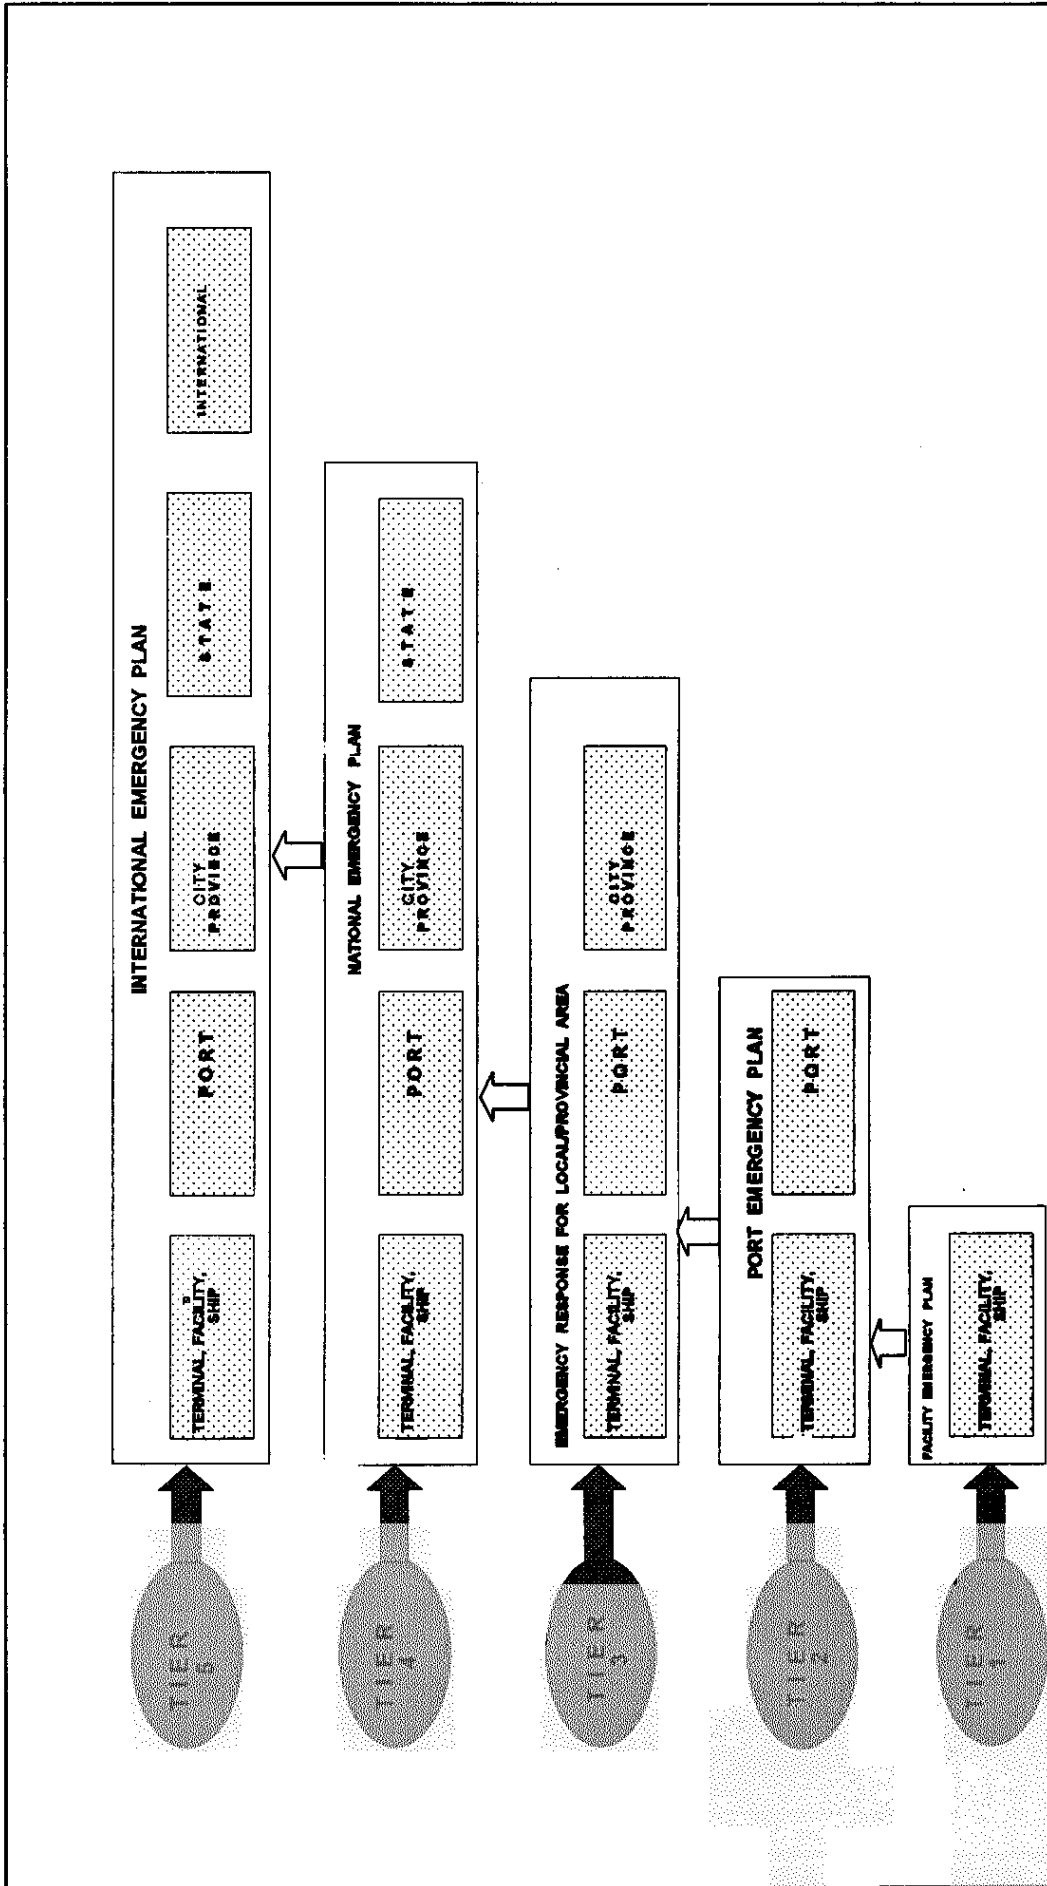 TIER
5
INTERNATIONAL EMERGENCY PLAN
TERMINAL, FACILITY,
SHIP
PORT
CITY
PROVINCE
STATE
INTERNATIONAL
TIER
4
NATIONAL EMERGENCY PLAN
TERMINAL, FACILITY,
SHIP
PORT
CITY
PROVINCE
STATE
TIER
3
EMERGENCY RESPONSE FOR LOCAL/PROVINCIAL AREA
TERMINAL, FACILITY,
SHIP
PORT
CITY
PROVINCE
TIER
2
PORT EMERGENCY PLAN
TERMINAL, FACILITY,
SHIP
PORT
TIER
1
FACILITY EMERGENCY PLAN
TERMINAL, FACILITY,
SHIP